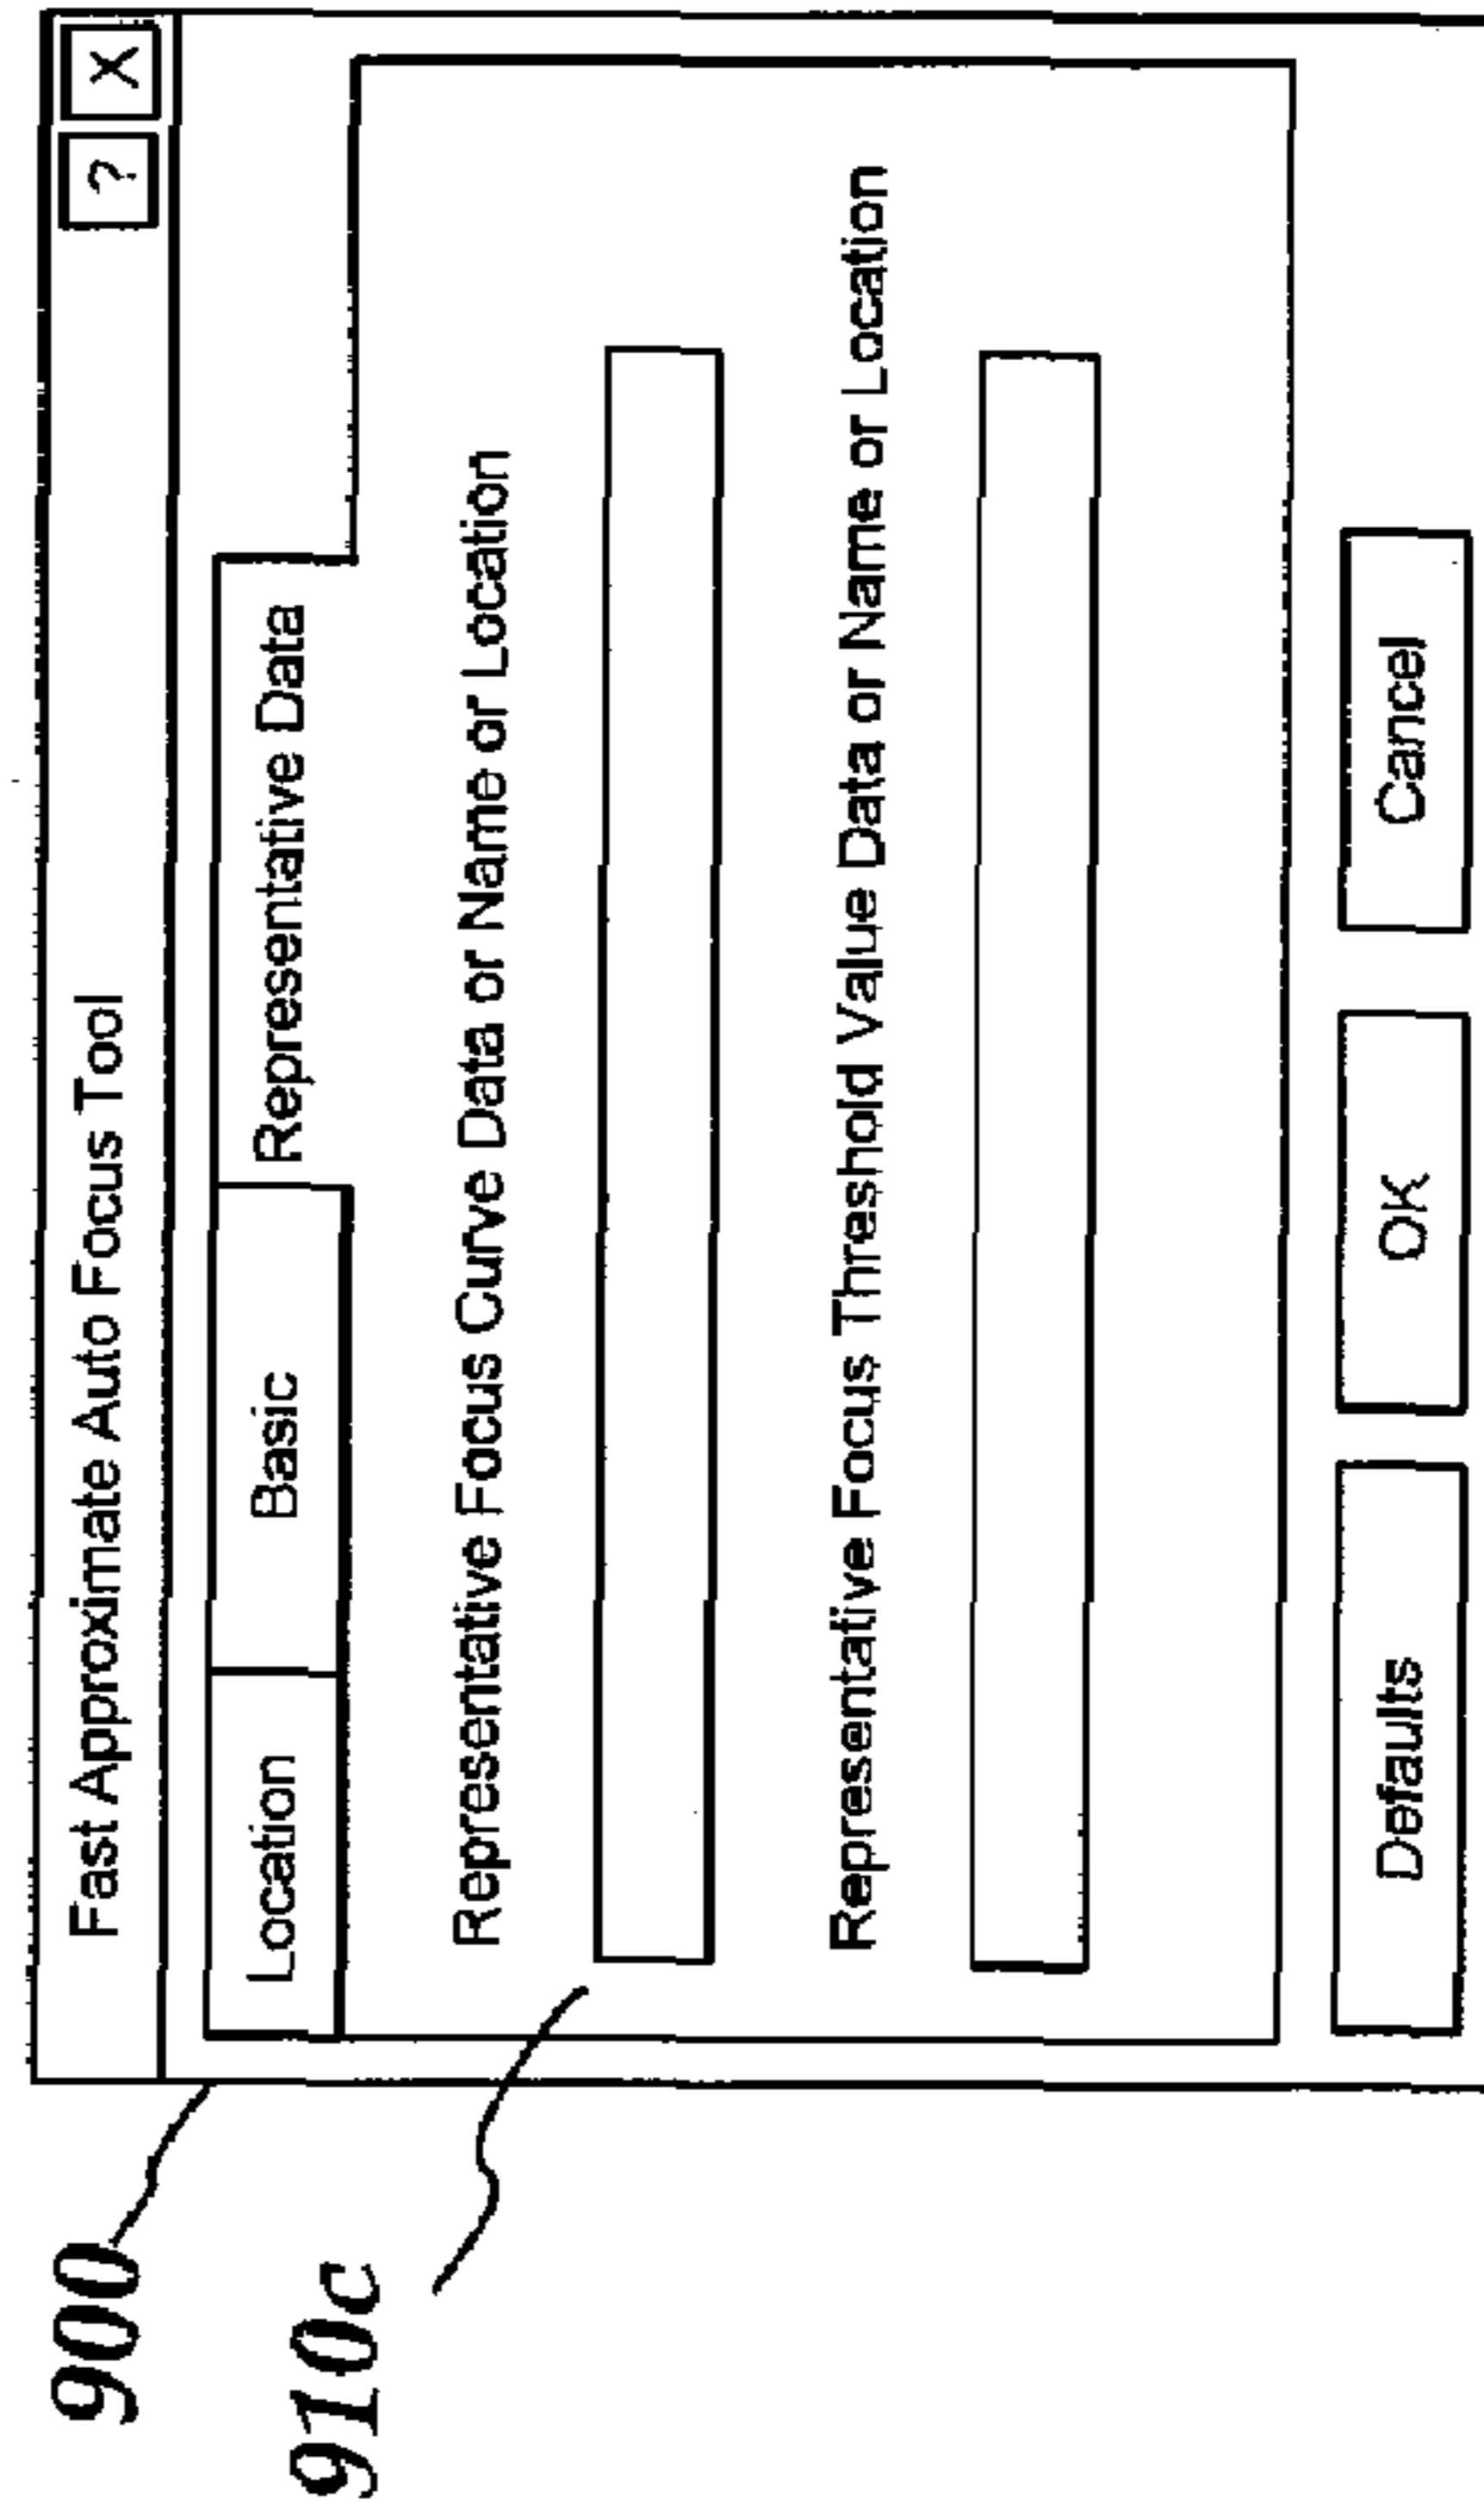 900
Fast Approximate Auto Focus Tool ? X
Location Basic Representative Data
910c
Representative Focus Curve Data or Name or Location
Representative Focus Threshold Value Data or Name or Location
Defaults OK Cancel